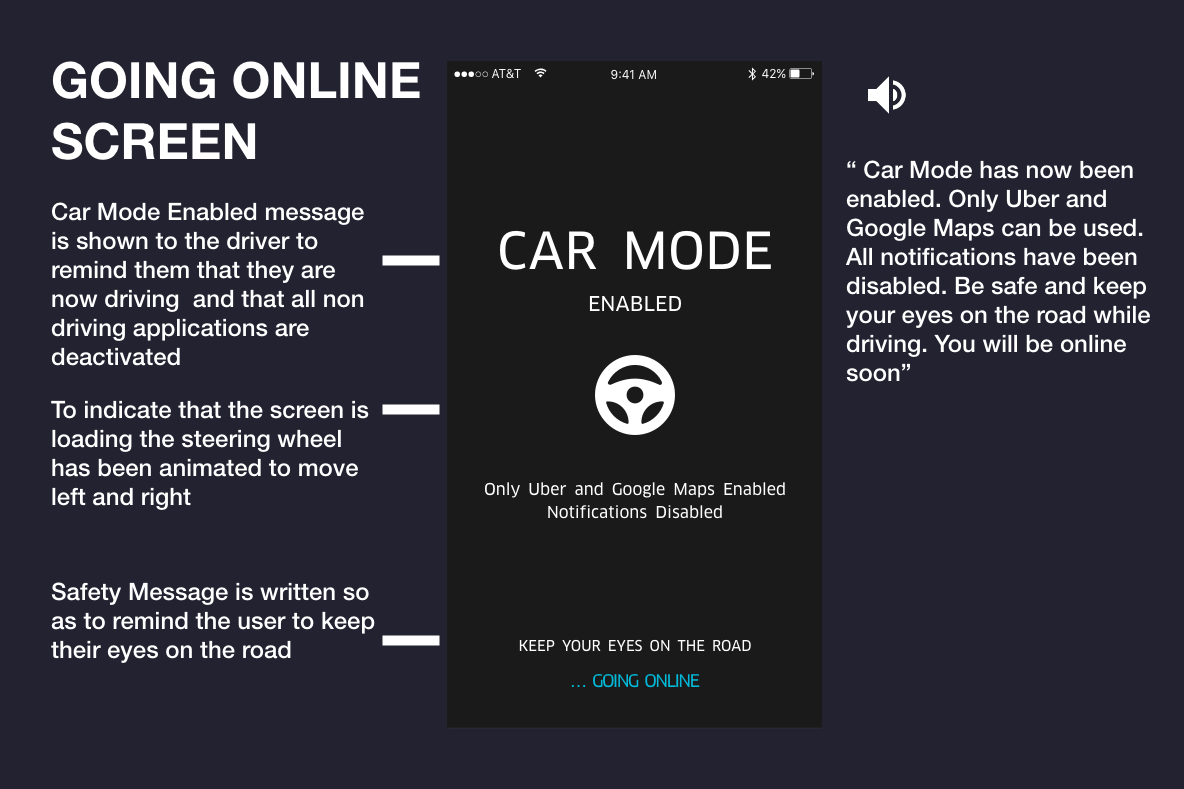 GOING ONLINE
SCREEN
Car Mode Enabled message
is shown to the driver to
remind them that they are
now driving  and that all non
driving applications are
deactivated
To indicate that the screen is
loading the steering wheel
has been animated to move
left and right
Safety Message is written so
as to remind the user to keep
their eyes on the road
AT&T 9:41 AM 42%
CAR MODE
ENABLED
Only Uber and Google Maps Enabled
Notifications Disabled
KEEP YOUR EYES ON THE ROAD
... GOING ONLINE
“ Car Mode has now been
enabled. Only Uber and
Google Maps can be used.
All notifications have been
disabled. Be safe and keep
your eyes on the road while
driving. You will be online
soon”